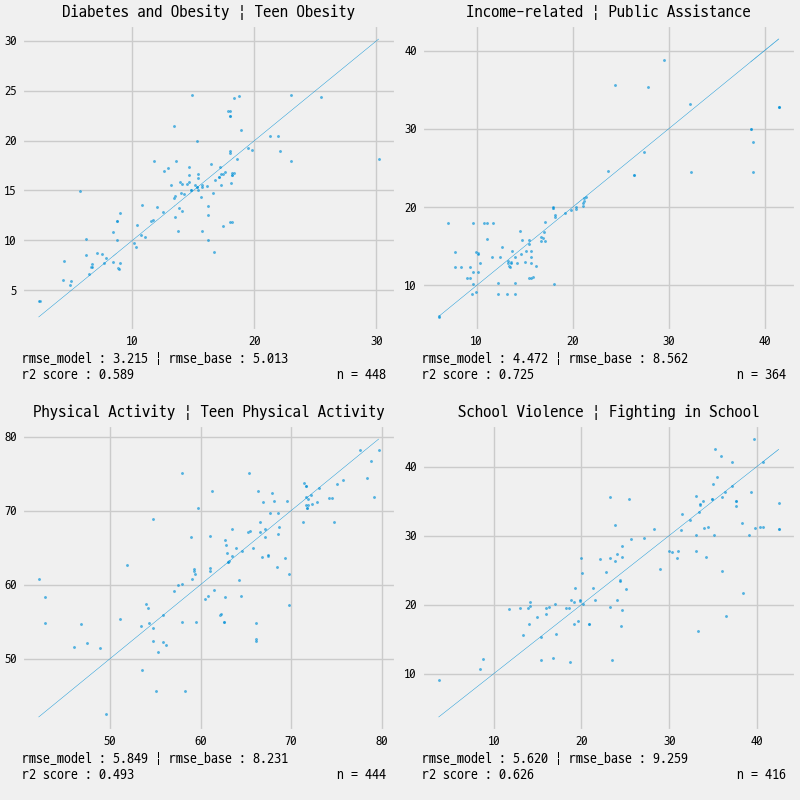 Diabetes and Obesity ¦ Teen Obesity
30
25
20
15
10
5
10 20 30
rmse_model : 3.215 ¦ rmse_base : 5.013
r2 score : 0.589 n = 448
Income-related ¦ Public Assistance
40
30
20
10
10 20 30 40
rmse_model : 4.472 ¦ rmse_base : 8.562
r2 score : 0.725 n = 364
Physical Activity ¦ Teen Physical Activity
80
70
60
50
50 60 70 80
rmse_model : 5.849 ¦ rmse_base : 8.231
r2 score : 0.493 n = 444
School Violence ¦ Fighting in School
40
30
20
10
10 20 30 40
rmse_model : 5.620 ¦ rmse_base : 9.259
r2 score : 0.626 n = 416